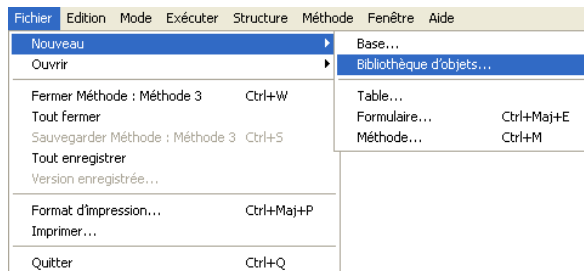 Fichier Edition Mode Exécuter Structure Méthode Fenêtre Aide
Nouveau
Ouvrir
Fermer Méthode : Méthode 3 Ctrl+W
Tout fermer
Sauvegarder Méthode : Méthode 3 Ctrl+S
Tout enregistrer
Version enregistrée...
Format d'impression... Ctrl+Maj+P
Imprimer...
Quitter Ctrl+Q
Base...
Bibliothèque d'objets...
Table...
Formulaire... Ctrl+Maj+E
Méthode... Ctrl+M